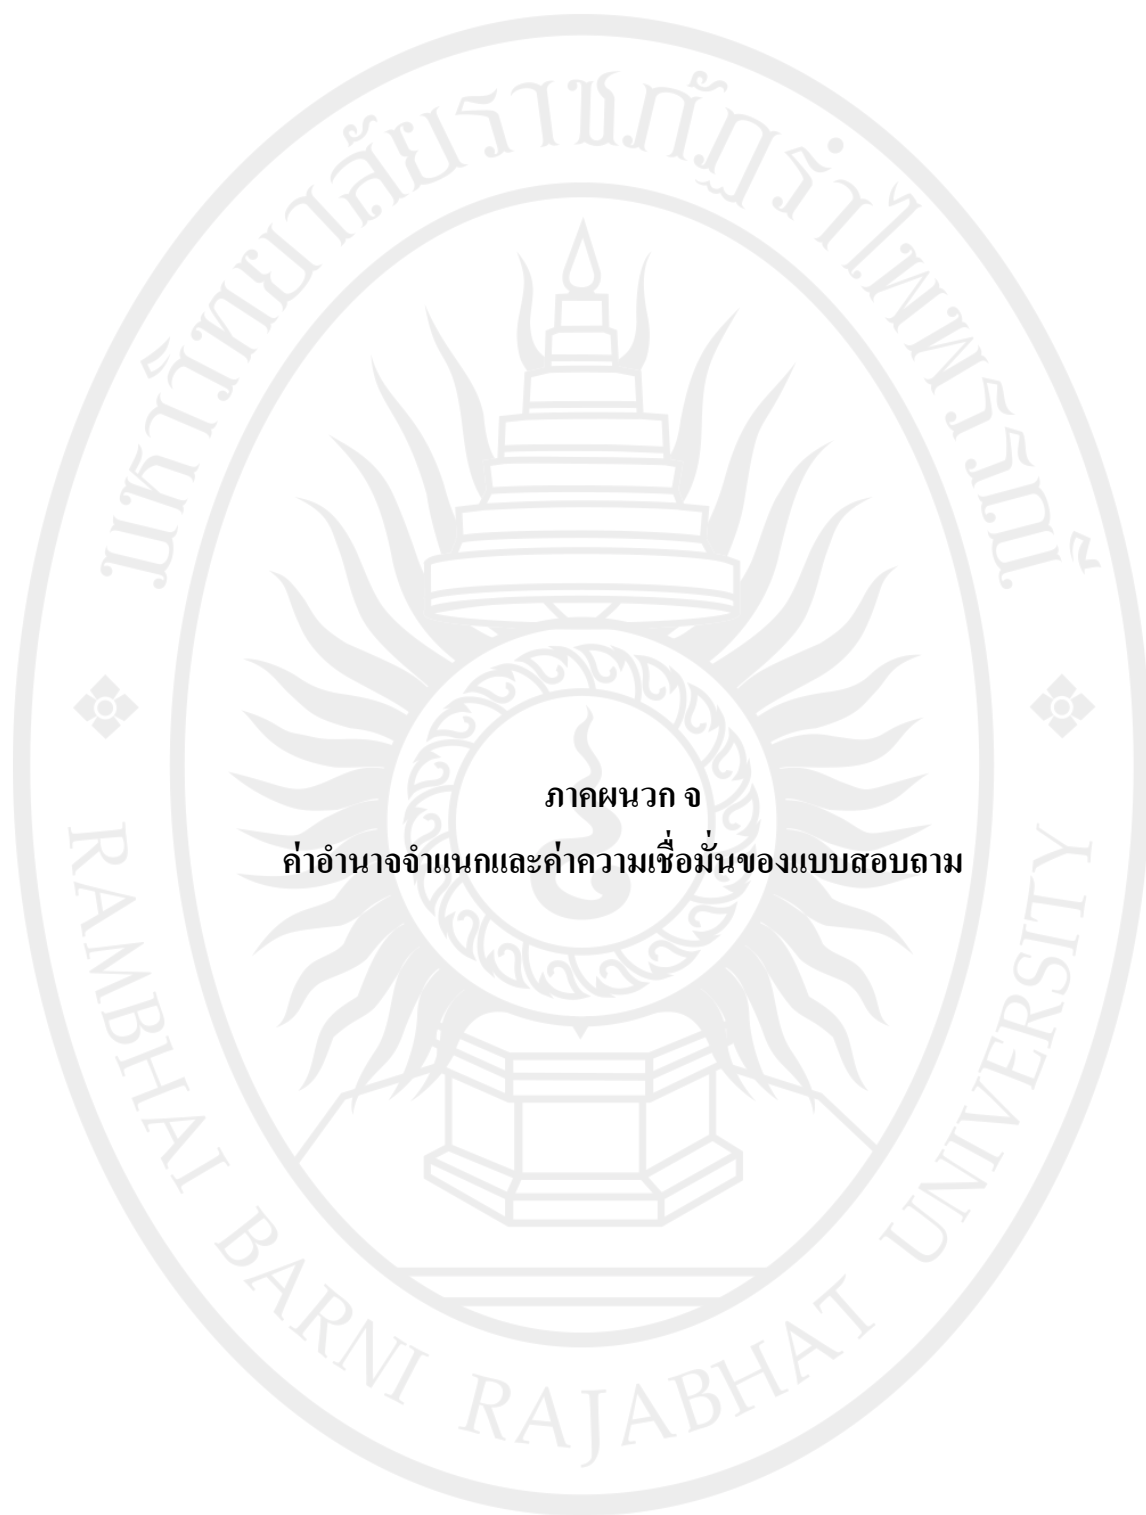 มหาวิทยาลัยราชภัฏรำไพพรรณี
ภาคผนวก จ
ค่าอำนาจจำแนกและค่าความเชื่อมั่นของแบบสอบถาม
RAMBHAI BARNI RAJABHAT UNIVERSITY